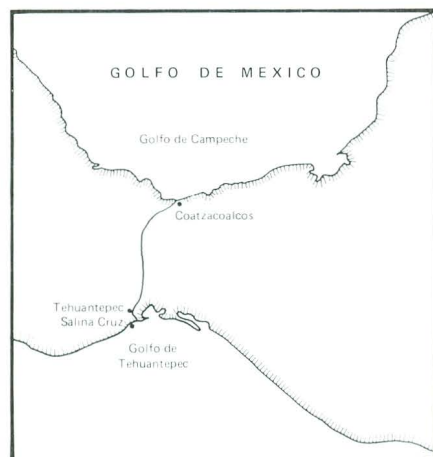 GOLFO DE MEXICO
Golfo de Campeche
Coatzacoalcos
Tehuantepec
Salina Cruz
Golfo de
Tehuantepec